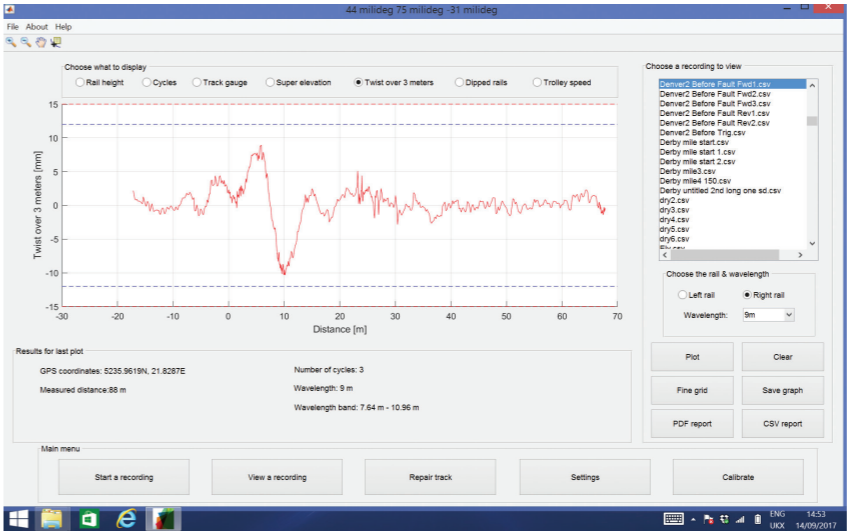 44 milideg 75 milideg -31 milideg
File About Help
Choose what to display
Rail height Cycles Track gauge Super elevation Twist over 3 meters Dipped rails Trolley speed
15
10
5
0
-5
-10
-15
Twist over 3 meters [mm]
-30 -20 -10 0 10 20 30 40 50 60 70
Distance [m]
Choose a recording to view
Denver2 Before Fault Fwd1.csv
Denver2 Before Fault Fwd2.csv
Denver2 Before Fault Fwd3.csv
Denver2 Before Fault Rev1.csv
Denver2 Before Fault Rev2.csv
Denver2 Before Trig.csv
Derby mile start.csv
Derby mile start 1.csv
Derby mile start 2.csv
Derby mile3.csv
Derby mile4 150.csv
Derby untitled 2nd long one sd.csv
dry2.csv
dry3.csv
dry4.csv
dry5.csv
dry6.csv
Ely.csv
Choose the rail & wavelength
Left rail Right rail
Wavelength: 9m
Plot Clear
Fine grid Save graph
PDF report CSV report
Results for last plot
GPS coordinates: 5235.9619N, 21.8287E
Measured distance:88 m
Number of cycles: 3
Wavelength: 9 m
Wavelength band: 7.64 m - 10.96 m
Main menu
Start a recording View a recording Repair track Settings Calibrate
ENG 14:53
UKX 14/09/2017